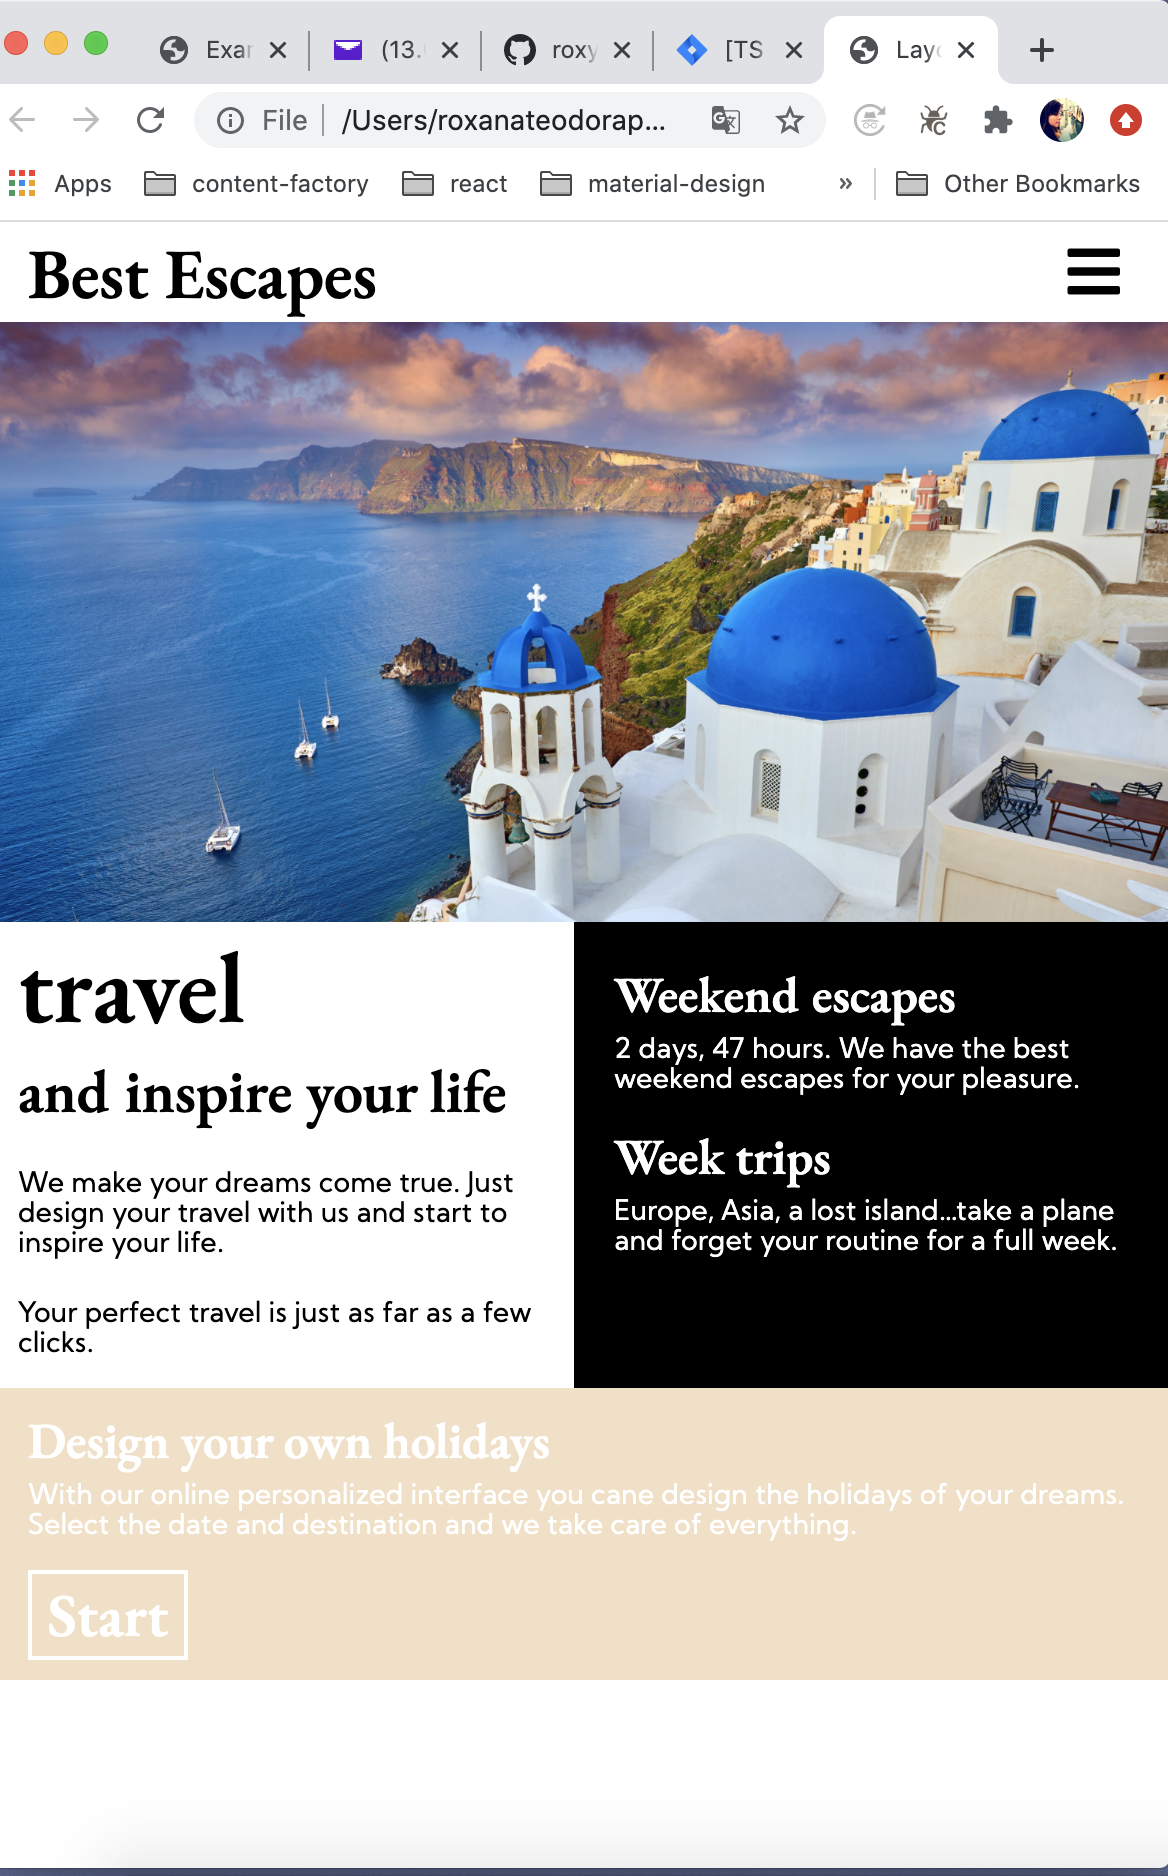 Exar
(13.
roxy
[TS
Layo
File
/Users/roxanateodorap...
Apps
content-factory
react
material-design
»
Other Bookmarks
Best Escapes
travel
and inspire your life
We make your dreams come true. Just
design your travel with us and start to
inspire your life.
Your perfect travel is just as far as a few
clicks.
Weekend escapes
2 days, 47 hours. We have the best
weekend escapes for your pleasure.
Week trips
Europe, Asia, a lost island...take a plane
and forget your routine for a full week.
Design your own holidays
With our online personalized interface you cane design the holidays of your dreams.
Select the date and destination and we take care of everything.
Start